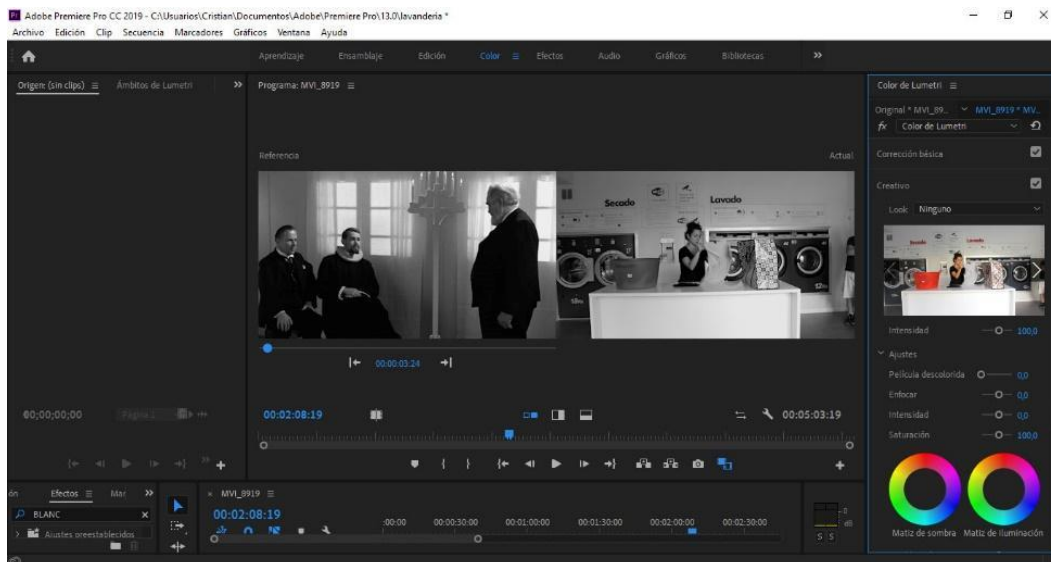 Adobe Premiere Pro CC 2019 - C:\Usuarios\Cristian\Documentos\Adobe\Premiere Pro\13.0\lavanderia *
Archivo Edición Clip Secuencia Marcadores Gráficos Ventana Ayuda
Aprendizaje Ensamblaje Edición Color Efectos Audio Gráficos Bibliotecas
Origen: (sin clips) Ámbitos de Lumetri
Programa: MVI_8919
Color de Lumetri
Original * MVI_89... MVI_8919 * MV...
fx Color de Lumetri
Referencia
Actual
Corrección básica
Creativo
Look Ninguno
Secado
Lavado
Intensidad 100,0
Ajustes
00:00:03:24
Película descolorida 0,0
Enfocar 0,0
Intensidad 0,0
Saturación 100,0
00;00;00;00
00:02:08:19
00:05:03:19
Efectos
Mar
MVI_8919
BLANC
00:02:08:19
:00:00 00:00:30:00 00:01:00:00 00:01:30:00 00:02:00:00 00:02:30:00
Ajustes preestablecidos
S S
Matiz de sombra Matiz de iluminación